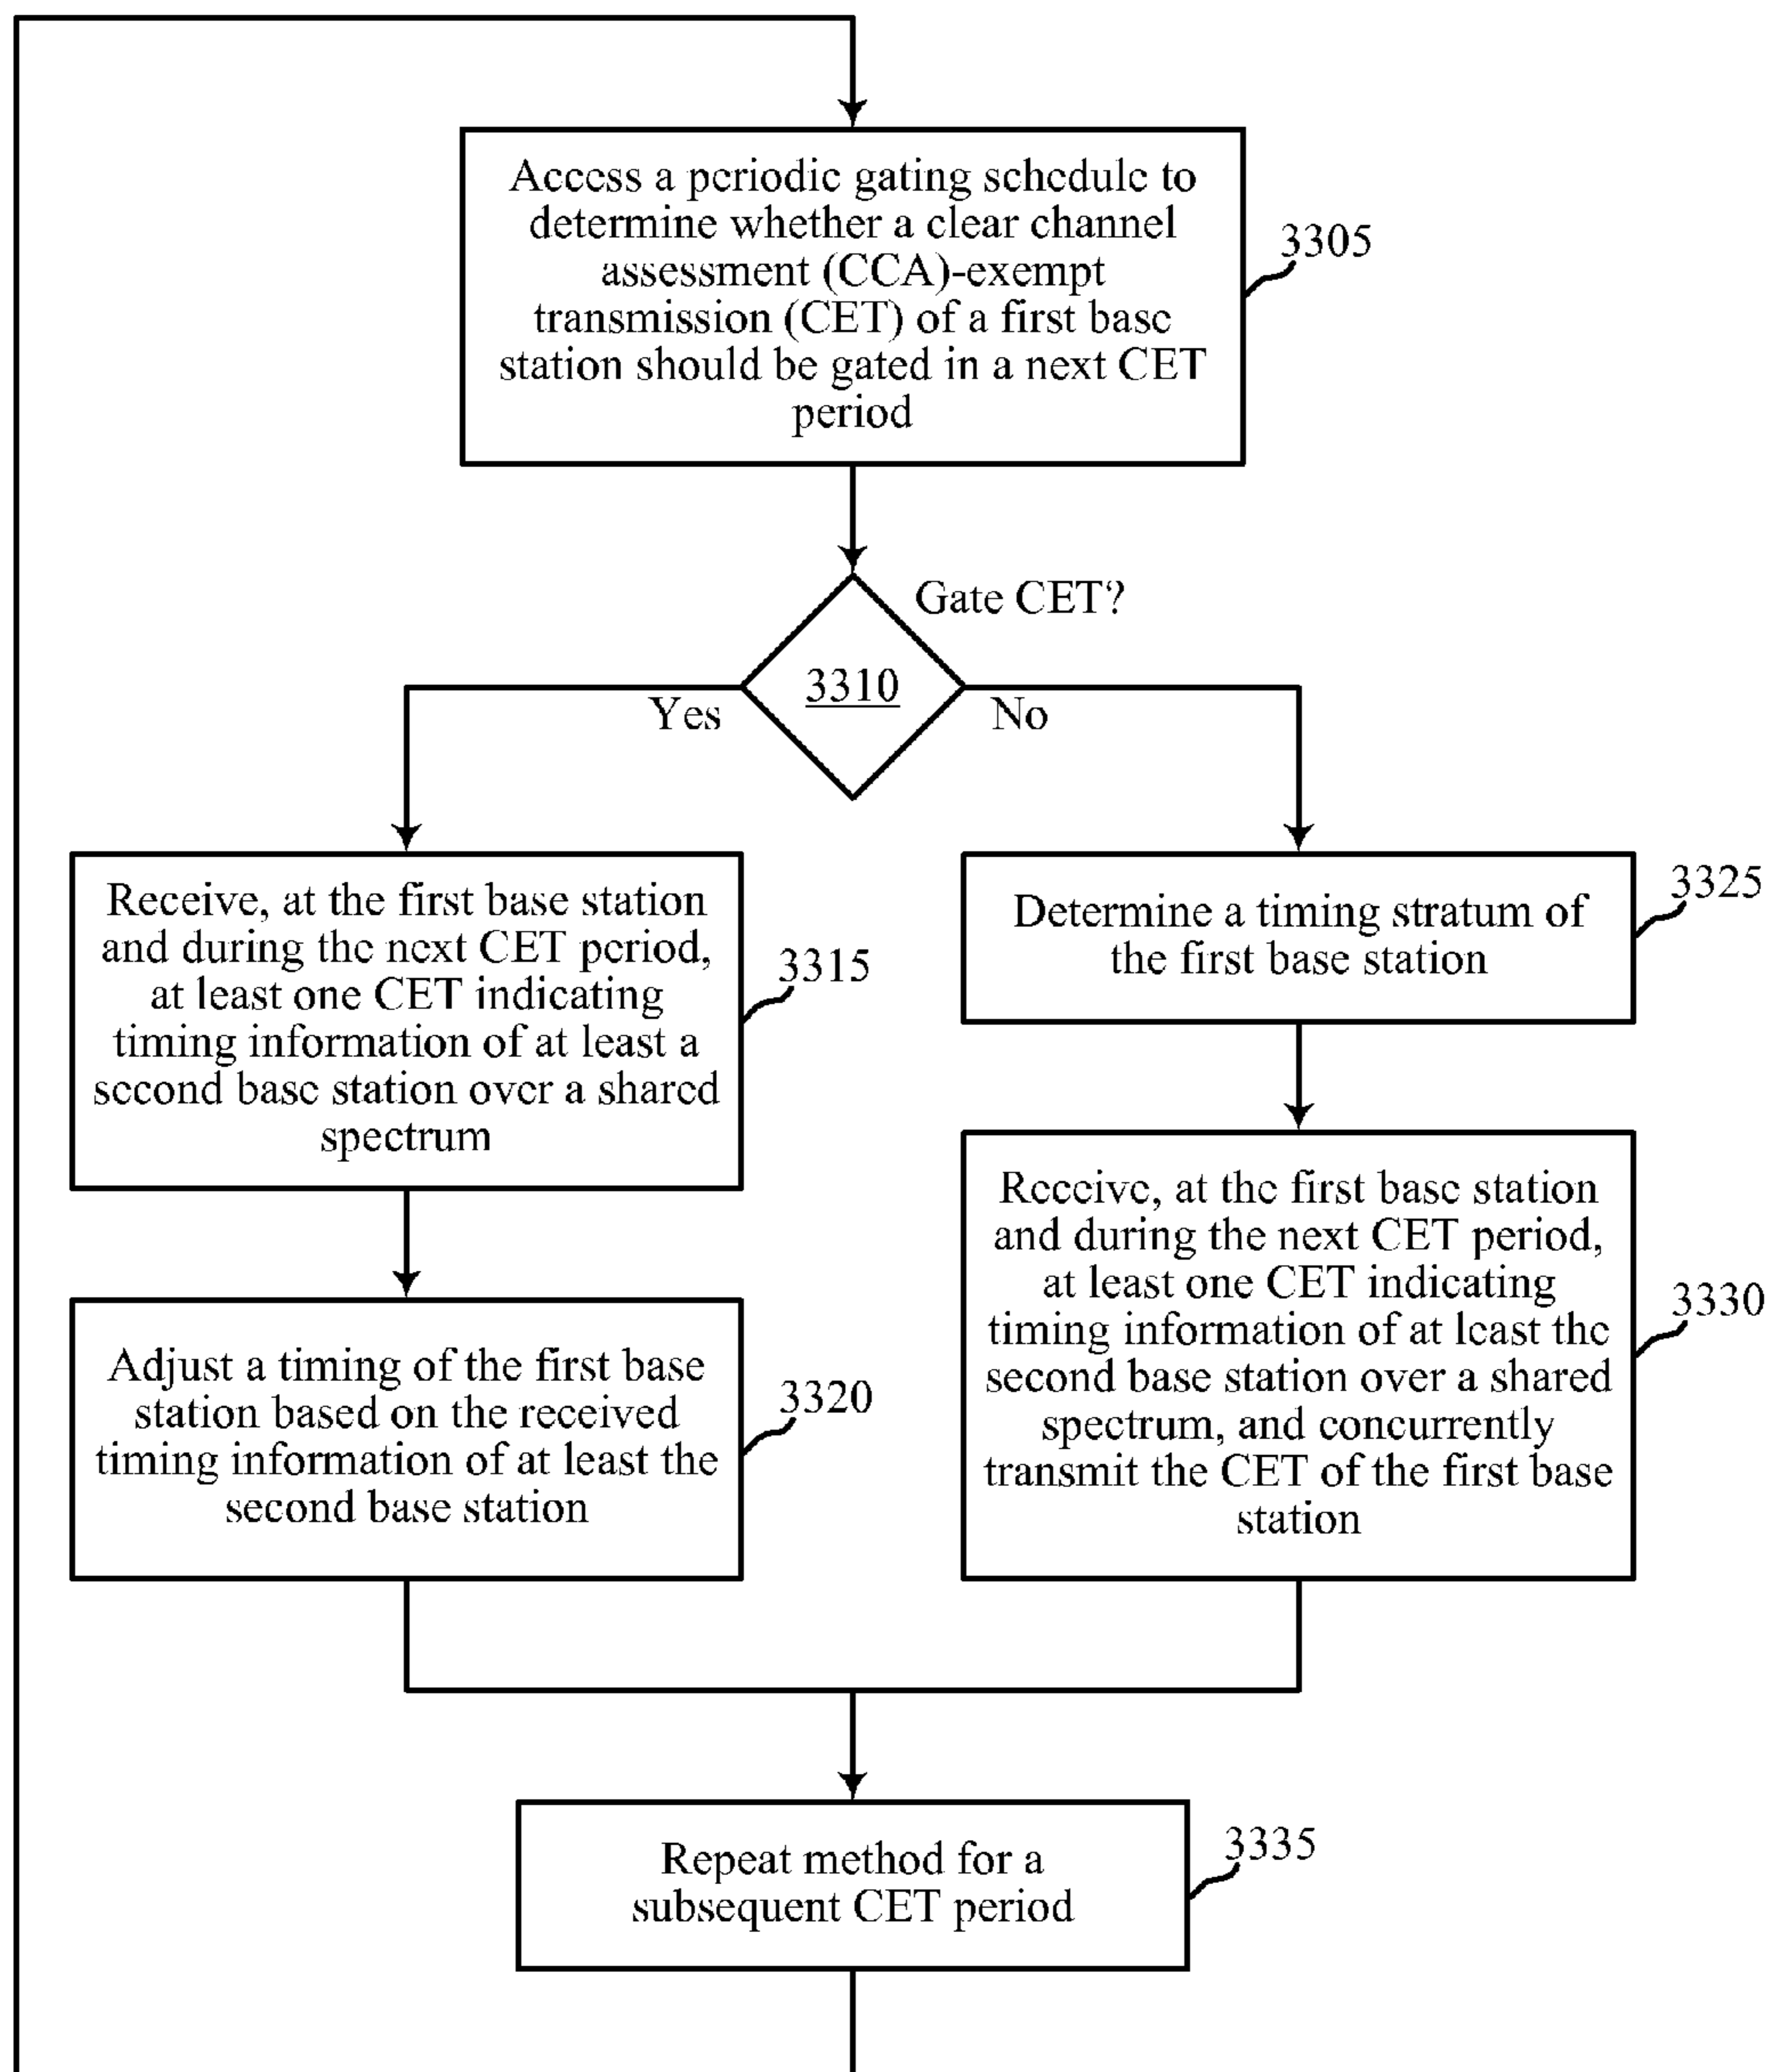 Access a periodic gating schedule to
determine whether a clear channel
assessment (CCA)-exempt
transmission (CET) of a first base
station should be gated in a next CET
period
3305
Gate CET?
3310
Yes
No
Receive, at the first base station
and during the next CET period,
at least one CET indicating
timing information of at least a
second base station over a shared
spectrum
3315
Determine a timing stratum of
the first base station
3325
Adjust a timing of the first base
station based on the received
timing information of at least the
second base station
3320
Receive, at the first base station
and during the next CET period,
at least one CET indicating
timing information of at least the
second base station over a shared
spectrum, and concurrently
transmit the CET of the first base
station
3330
Repeat method for a
subsequent CET period
3335